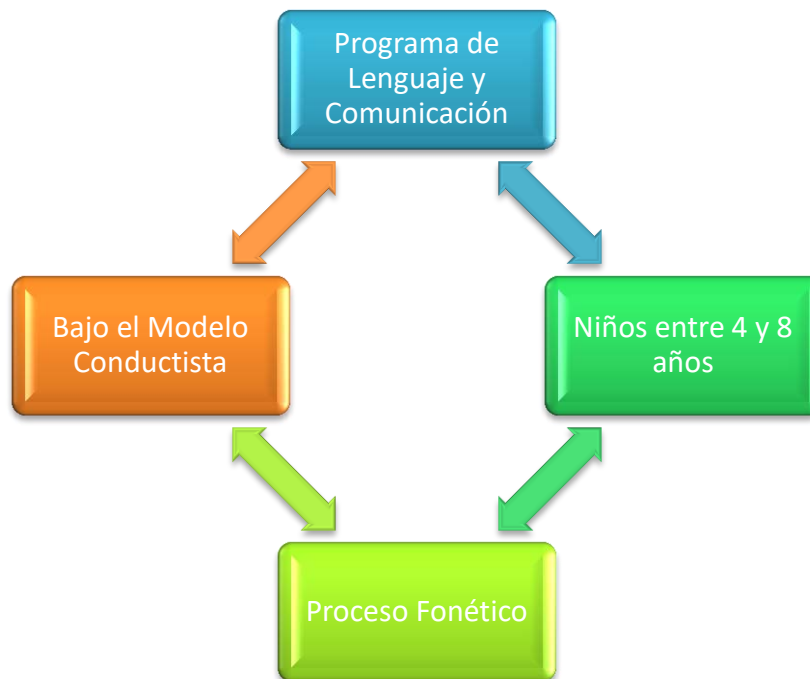 Programa de
Lenguaje y
Comunicación
Bajo el Modelo
Conductista
Niños entre 4 y 8
años
Proceso Fonético